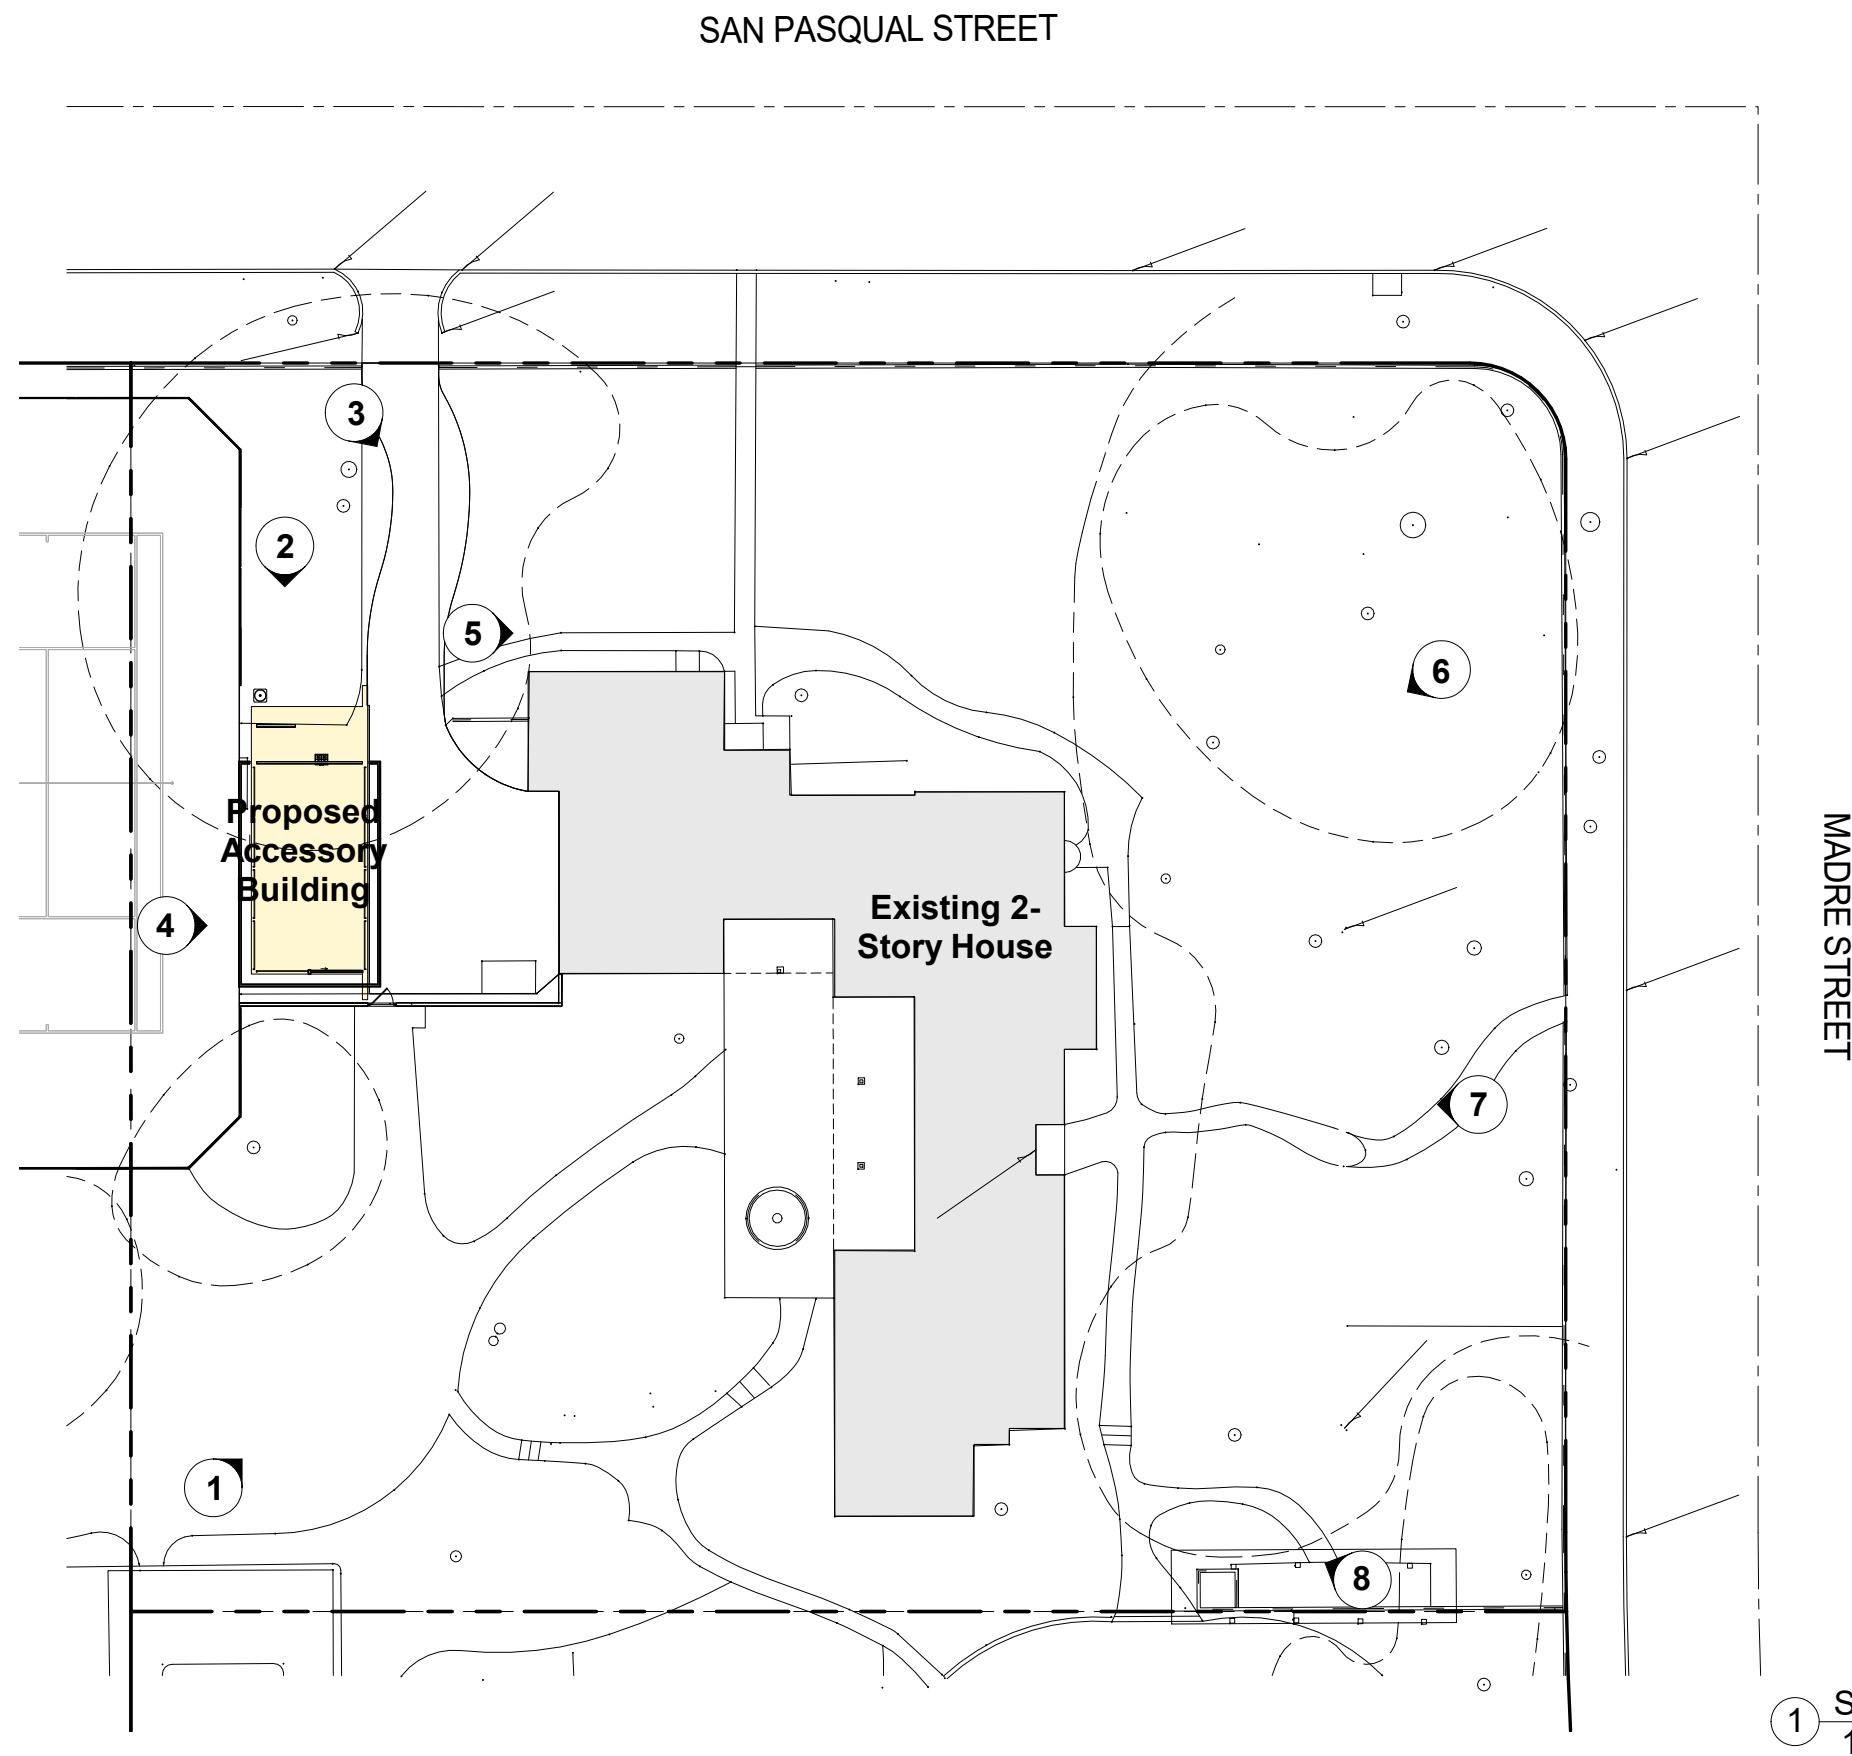 SAN PASQUAL STREET
3
2
5
6
Proposed
Accessory
Building
4
Existing 2-
Story House
MADRE STREET
7
1
8
1 S
1